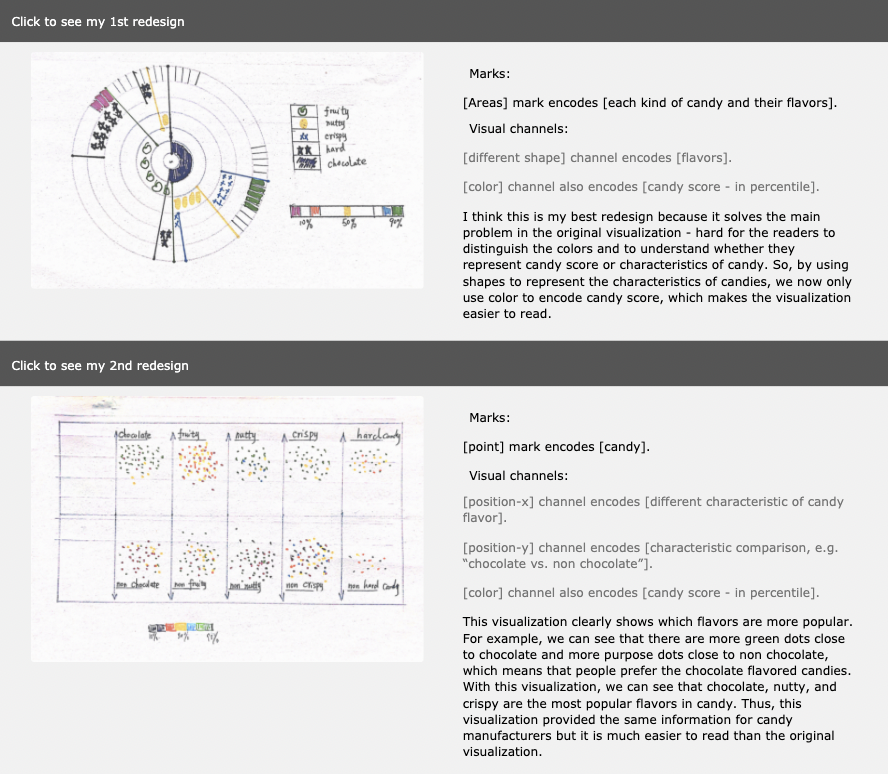 Click to see my 1st redesign
fruity
nutty
crispy
hard
chocolate
10% 50% 90%
Marks:
[Areas] mark encodes [each kind of candy and their flavors].
Visual channels:
[different shape] channel encodes [flavors].
[color] channel also encodes [candy score - in percentile].
I think this is my best redesign because it solves the main
problem in the original visualization - hard for the readers to
distinguish the colors and to understand whether they
represent candy score or characteristics of candy. So, by using
shapes to represent the characteristics of candies, we now only
use color to encode candy score, which makes the visualization
easier to read.
Click to see my 2nd redesign
chocolate fruity nutty crispy hard candy
non chocolate non fruity non nutty non crispy non hard candy
50%
Marks:
[point] mark encodes [candy].
Visual channels:
[position-x] channel encodes [different characteristic of candy
flavor].
[position-y] channel encodes [characteristic comparison, e.g.
“chocolate vs. non chocolate”].
[color] channel also encodes [candy score - in percentile].
This visualization clearly shows which flavors are more popular.
For example, we can see that there are more green dots close
to chocolate and more purpose dots close to non chocolate,
which means that people prefer the chocolate flavored candies.
With this visualization, we can see that chocolate, nutty, and
crispy are the most popular flavors in candy. Thus, this
visualization provided the same information for candy
manufacturers but it is much easier to read than the original
visualization.